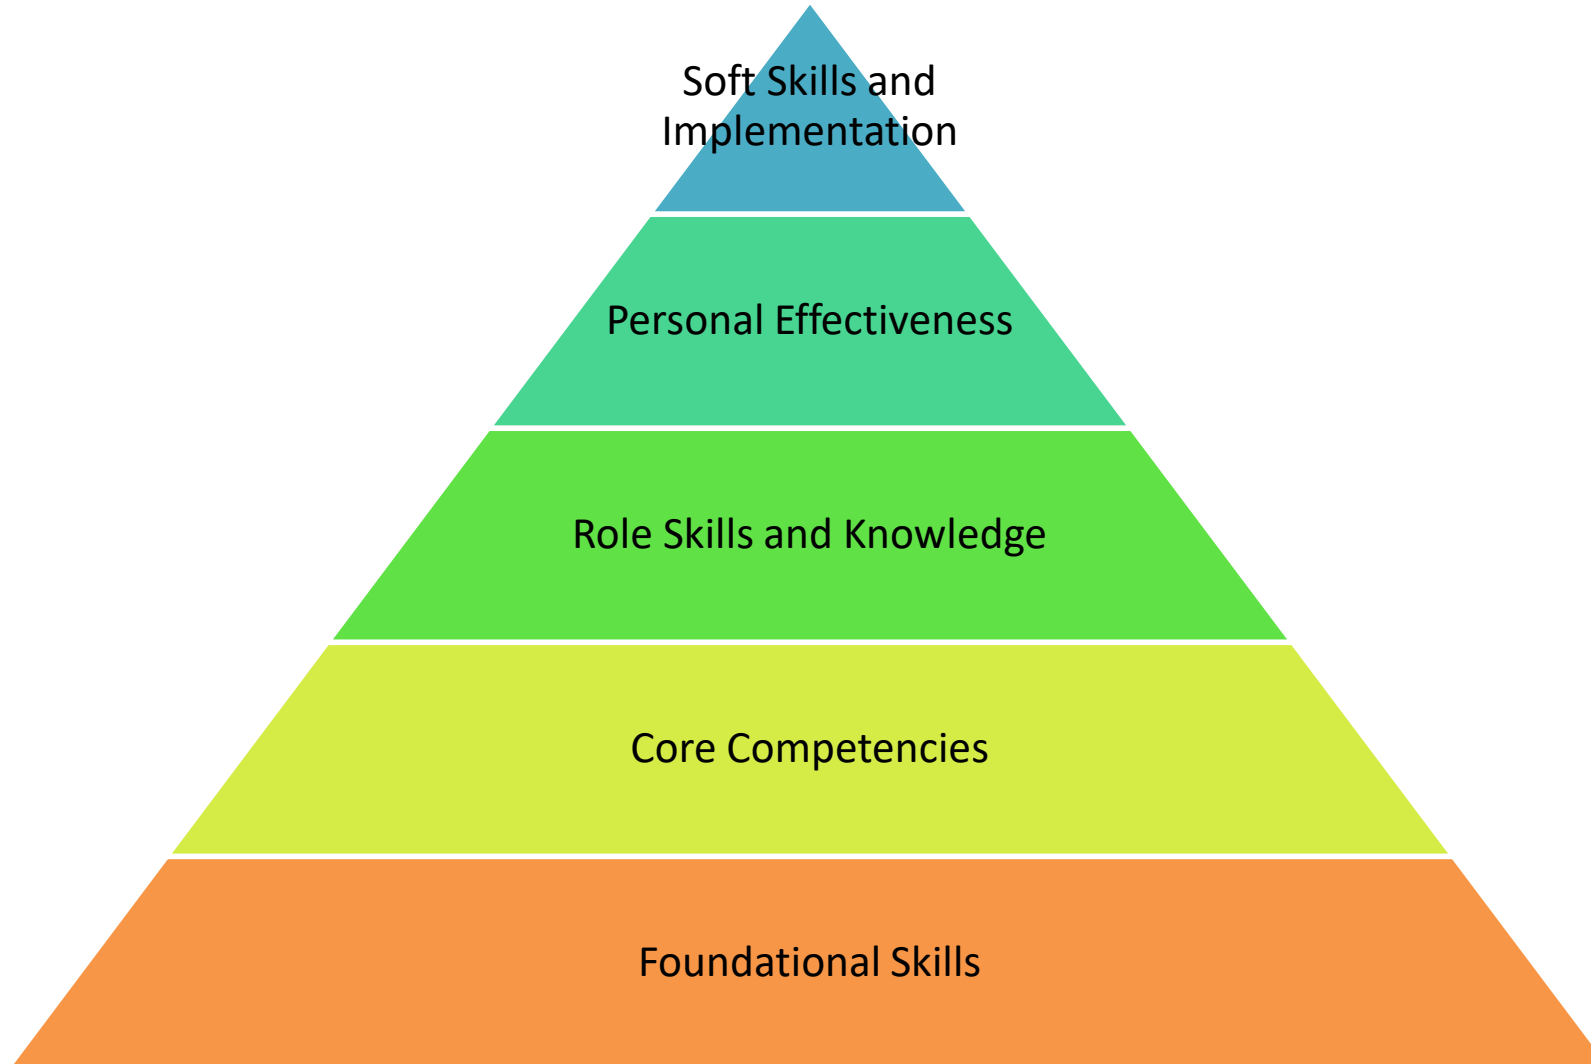 Soft Skills and
Implementation
Personal Effectiveness
Role Skills and Knowledge
Core Competencies
Foundational Skills